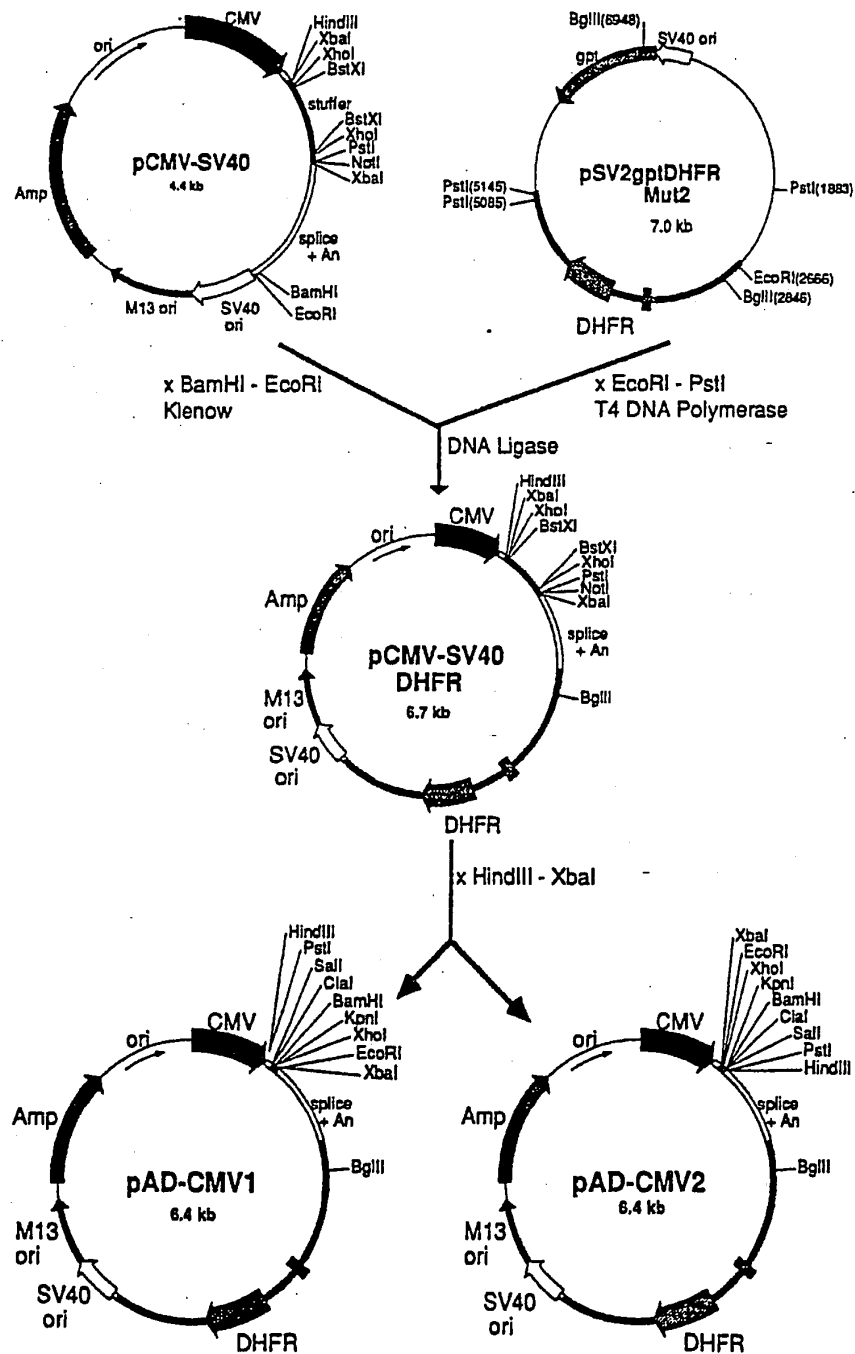 CMV
HindIII
XbaI
XhoI
BstXI
stuffer
BstXI
XhoI
PstI
NotI
XbaI
splice
+ An
BamHI
EcoRI
SV40
ori
M13 ori
Amp
ori
pCMV-SV40
4.4 kb
BglII(6948)
SV40 ori
gpt
PstI(5145)
PstI(5085)
pSV2gptDHFR
Mut2
7.0 kb
PstI(1883)
EcoRI(2666)
BglII(2846)
DHFR
x BamHI - EcoRI
Klenow
x EcoRI - PstI
T4 DNA Polymerase
DNA Ligase
ori
CMV
HindIII
XbaI
XhoI
BstXI
BstXI
XhoI
PstI
NotI
XbaI
splice
+ An
BglII
Amp
pCMV-SV40
DHFR
6.7 kb
M13
ori
SV40
ori
DHFR
x HindIII - XbaI
HindIII
PstI
SalI
ClaI
BamHI
KpnI
XhoI
EcoRI
XbaI
CMV
ori
splice
+ An
Amp
BglII
pAD-CMV1
6.4 kb
M13
ori
SV40
ori
DHFR
XbaI
EcoRI
XhoI
KpnI
BamHI
ClaI
SalI
PstI
HindIII
CMV
ori
splice
+ An
Amp
BglII
pAD-CMV2
6.4 kb
M13
ori
SV40
ori
DHFR